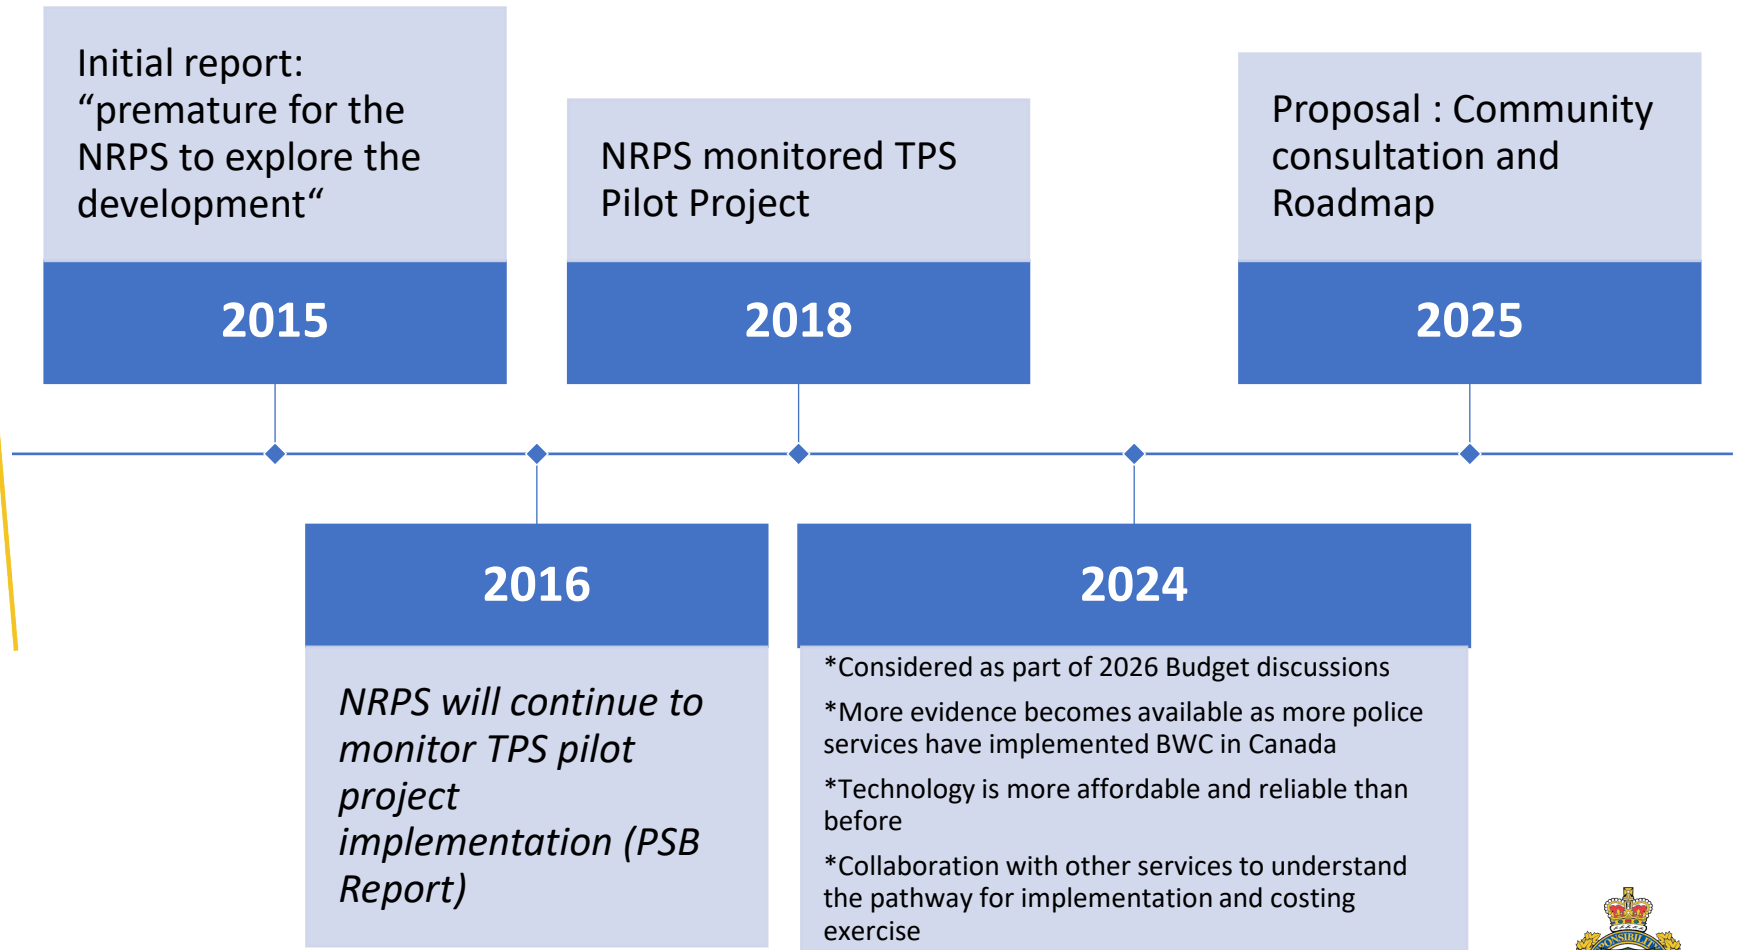 Initial report:
“premature for the
NRPS to explore the
development“
2015
2016
NRPS will continue to
monitor TPS pilot
project
implementation (PSB
Report)
NRPS monitored TPS
Pilot Project
2018
2024
*Considered as part of 2026 Budget discussions
*More evidence becomes available as more police
services have implemented BWC in Canada
*Technology is more affordable and reliable than
before
*Collaboration with other services to understand
the pathway for implementation and costing
exercise
Proposal : Community
consultation and
Roadmap
2025